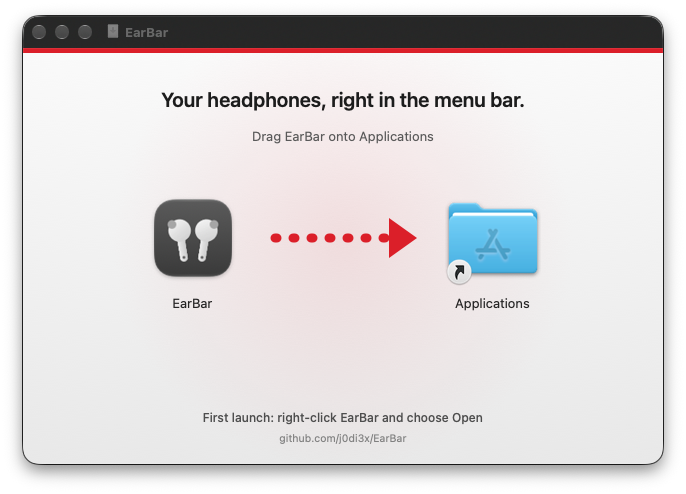 EarBar
Your headphones, right in the menu bar.
Drag EarBar onto Applications
EarBar
Applications
First launch: right-click EarBar and choose Open
github.com/j0di3x/EarBar